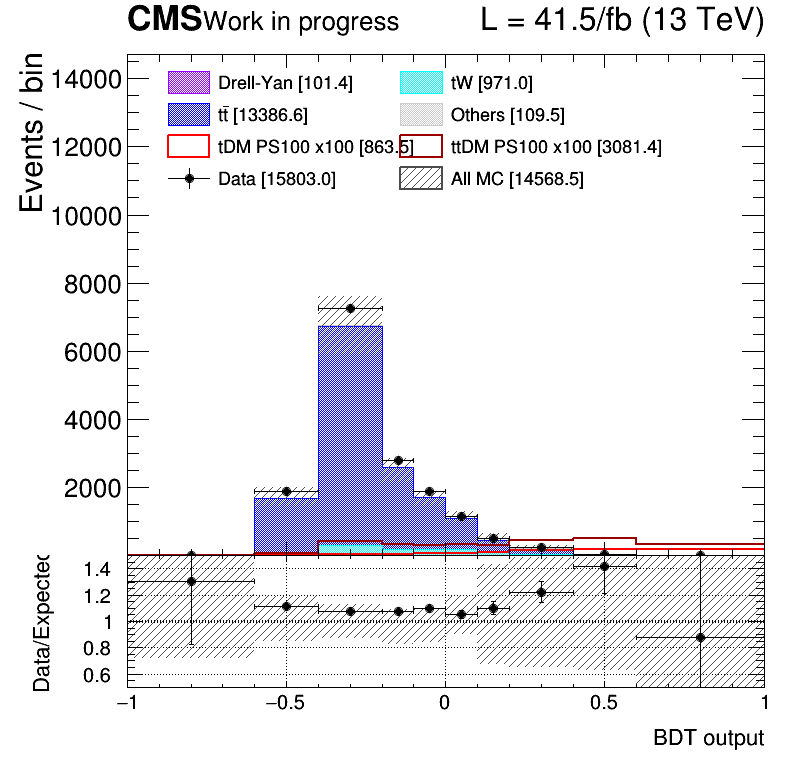 CMS Work in progress L = 41.5/fb (13 TeV)
Events / bin
14000
12000
10000
8000
6000
4000
2000
Drell-Yan [101.4] tW [971.0]
tt̄ [13386.6] Others [109.5]
tDM PS100 x100 [863.5] ttDM PS100 x100 [3081.4]
Data [15803.0] All MC [14568.5]
Data/Expected
1.4
1.2
1
0.8
0.6
−1 −0.5 0 0.5 1
BDT output